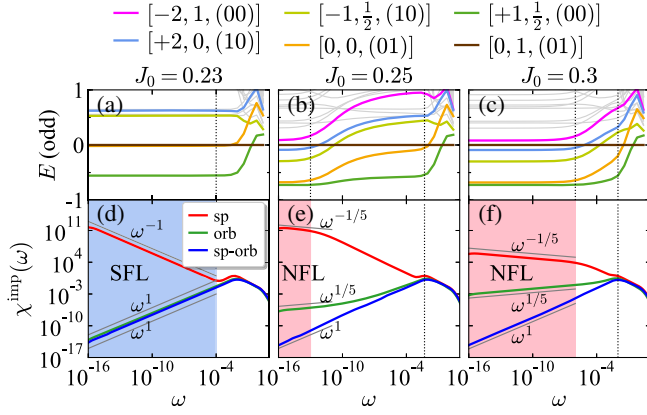 [−2, 1, (00)] [−1, 1/2, (10)] [+1, 1/2, (00)]
[+2, 0, (10)] [0, 0, (01)] [0, 1, (01)]
J₀ = 0.23 J₀ = 0.25 J₀ = 0.3
(a) (b) (c)
E (odd)
1
0
-1
(d) (e) (f)
sp
orb
sp-orb
χ^imp(ω)
10^11
10^4
10^−3
10^−10
10^−17
ω^−1 ω^−1/5 ω^−1/5
SFL NFL NFL
ω^1 ω^1/5 ω^1/5
ω^1 ω^1 ω^1
10^−16 10^−10 10^−4 10^−16 10^−10 10^−4 10^−16 10^−10 10^−4
ω ω ω